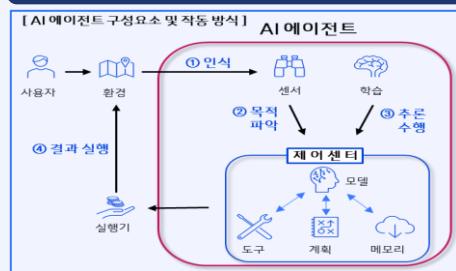 [ AI 에이전트 구성요소 및 작동 방식 ]
AI 에이전트
① 인식
사용자
환경
센서
학습
② 목적
파악
③ 추론
수행
④ 결과 실행
제어센터
모델
실행기
도구
계획
메모리